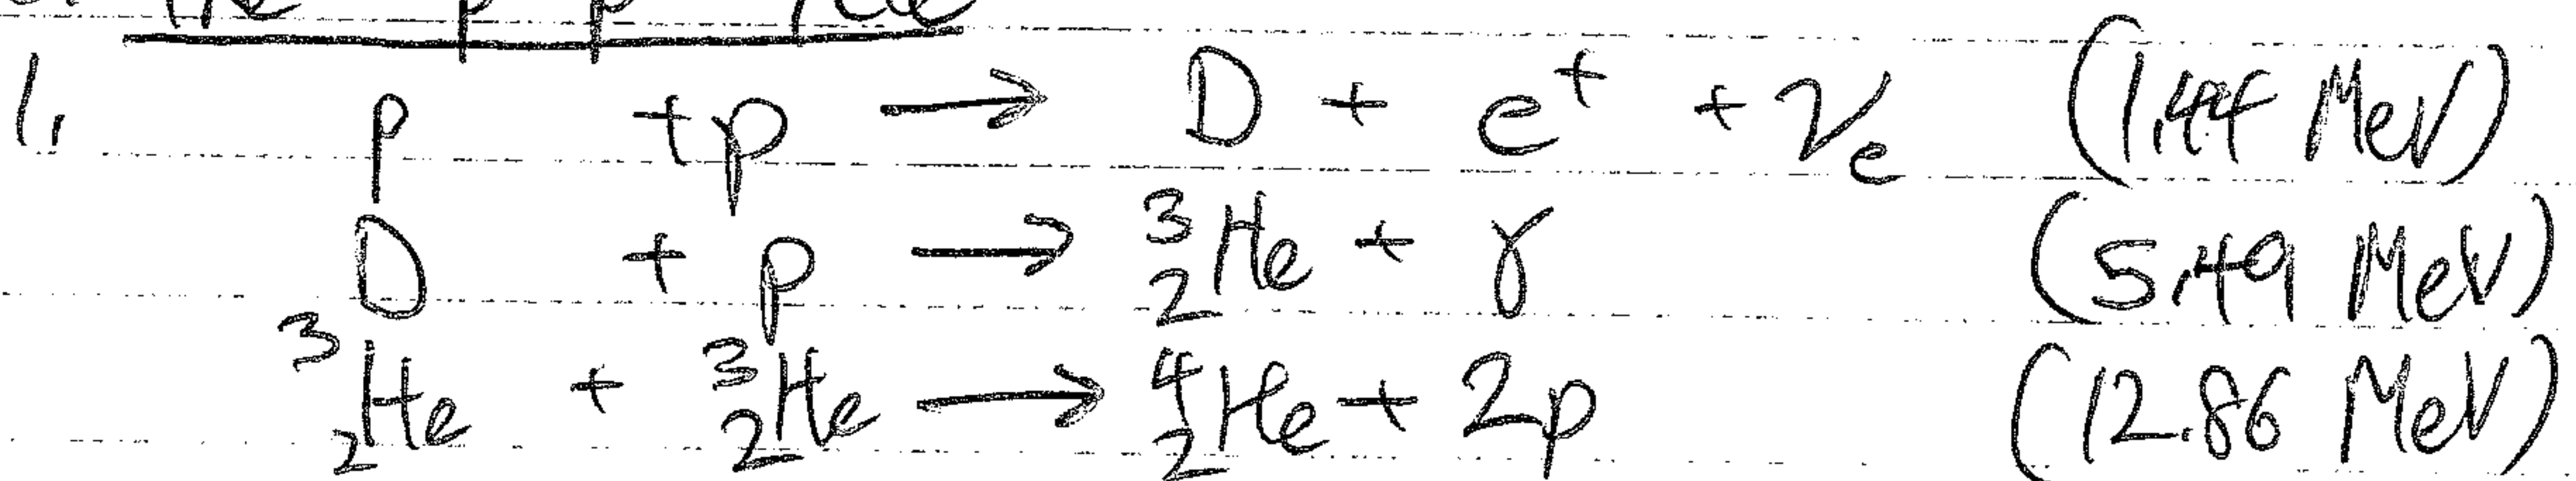 1. p + p → D + e⁺ + νₑ (1.44 MeV)
D + p → ³₂He + γ (5.49 MeV)
³₂He + ³₂He → ⁴₂He + 2p (12.86 MeV)